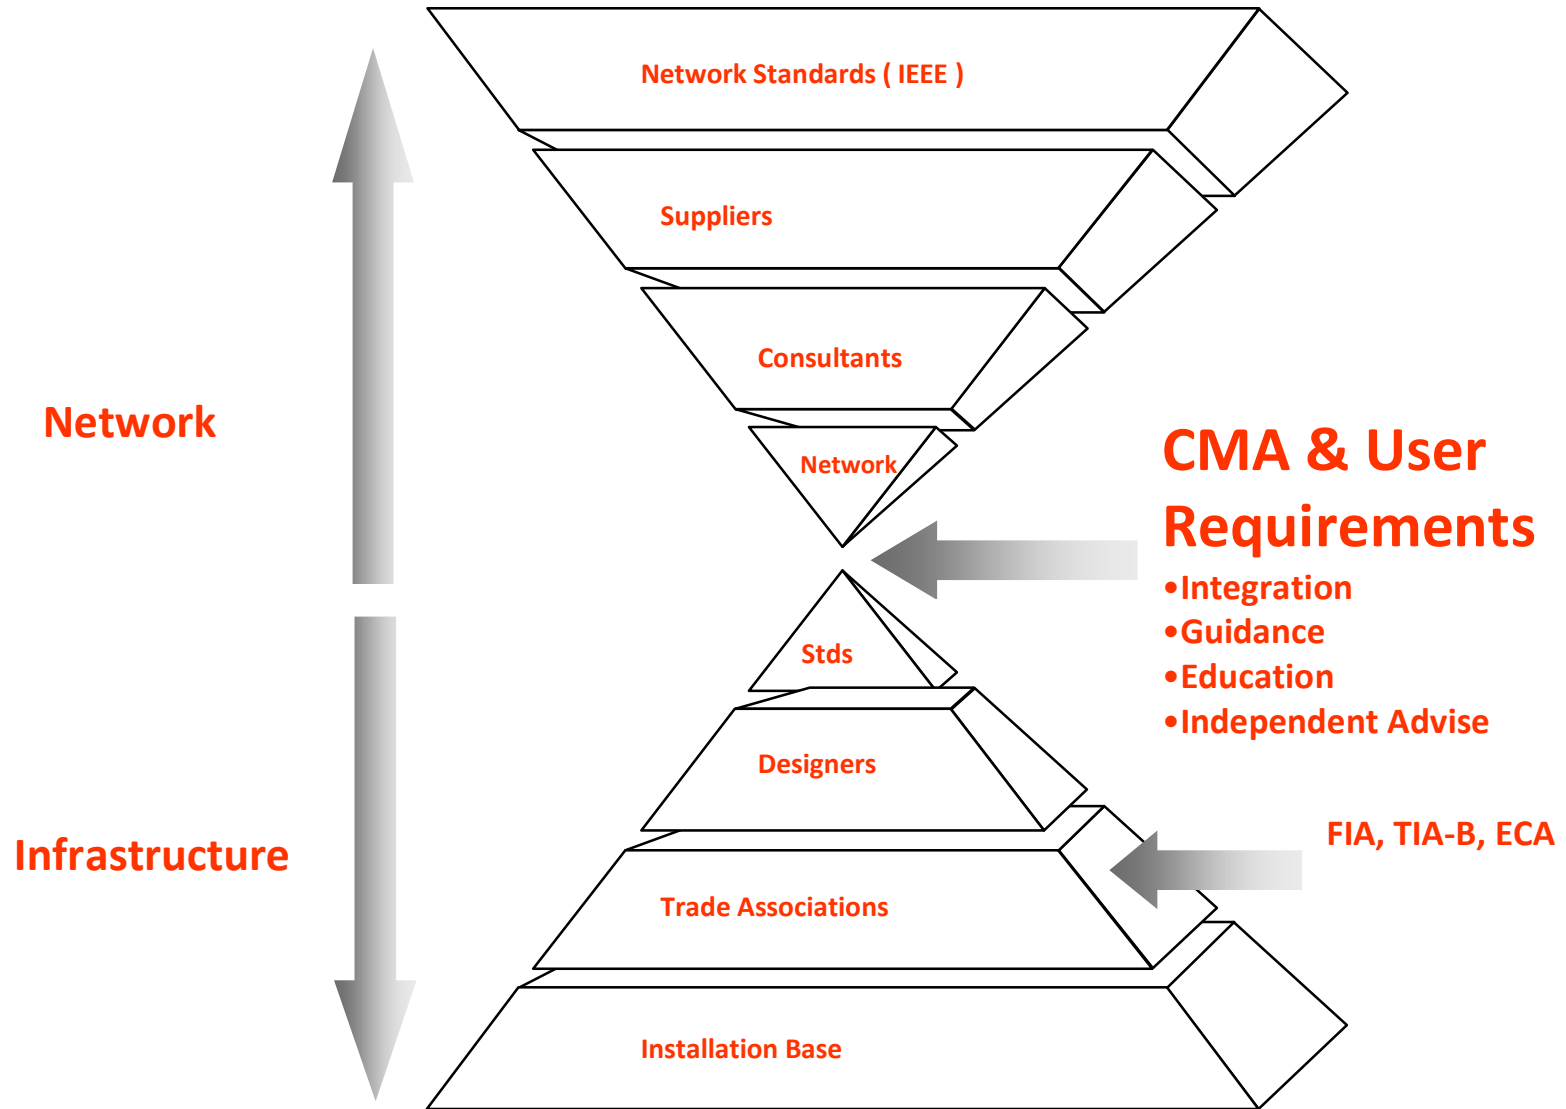 Network Standards ( IEEE )
Suppliers
Consultants
Network
Network
CMA & User
Requirements
•Integration
•Guidance
•Education
•Independent Advise
Stds
Designers
Infrastructure
FIA, TIA-B, ECA
Trade Associations
Installation Base